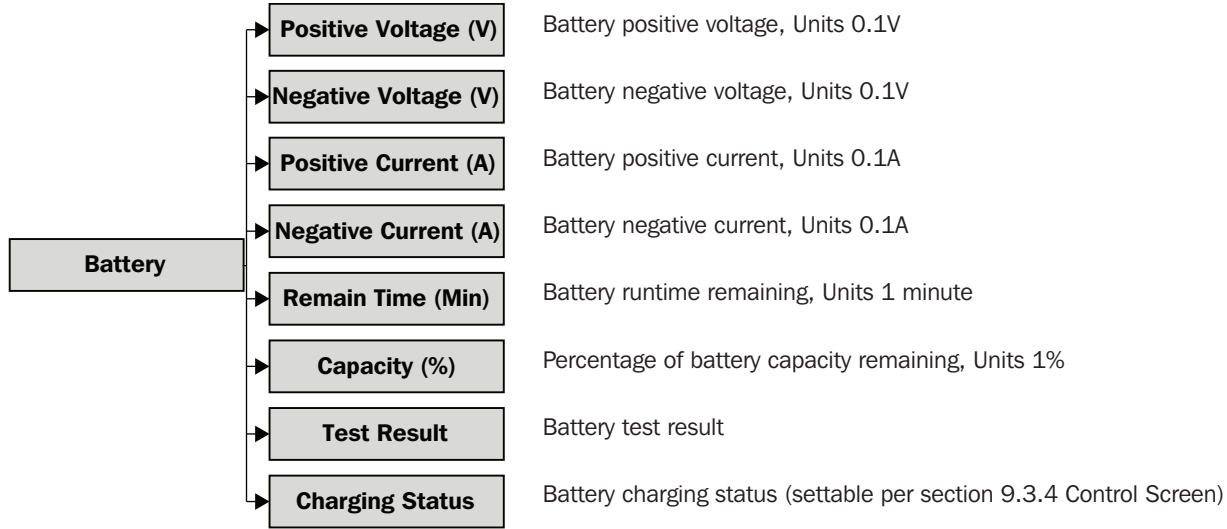 Positive Voltage (V) Battery positive voltage, Units 0.1V
Negative Voltage (V) Battery negative voltage, Units 0.1V
Positive Current (A) Battery positive current, Units 0.1A
Negative Current (A) Battery negative current, Units 0.1A
Battery
Remain Time (Min) Battery runtime remaining, Units 1 minute
Capacity (%) Percentage of battery capacity remaining, Units 1%
Test Result Battery test result
Charging Status Battery charging status (settable per section 9.3.4 Control Screen)